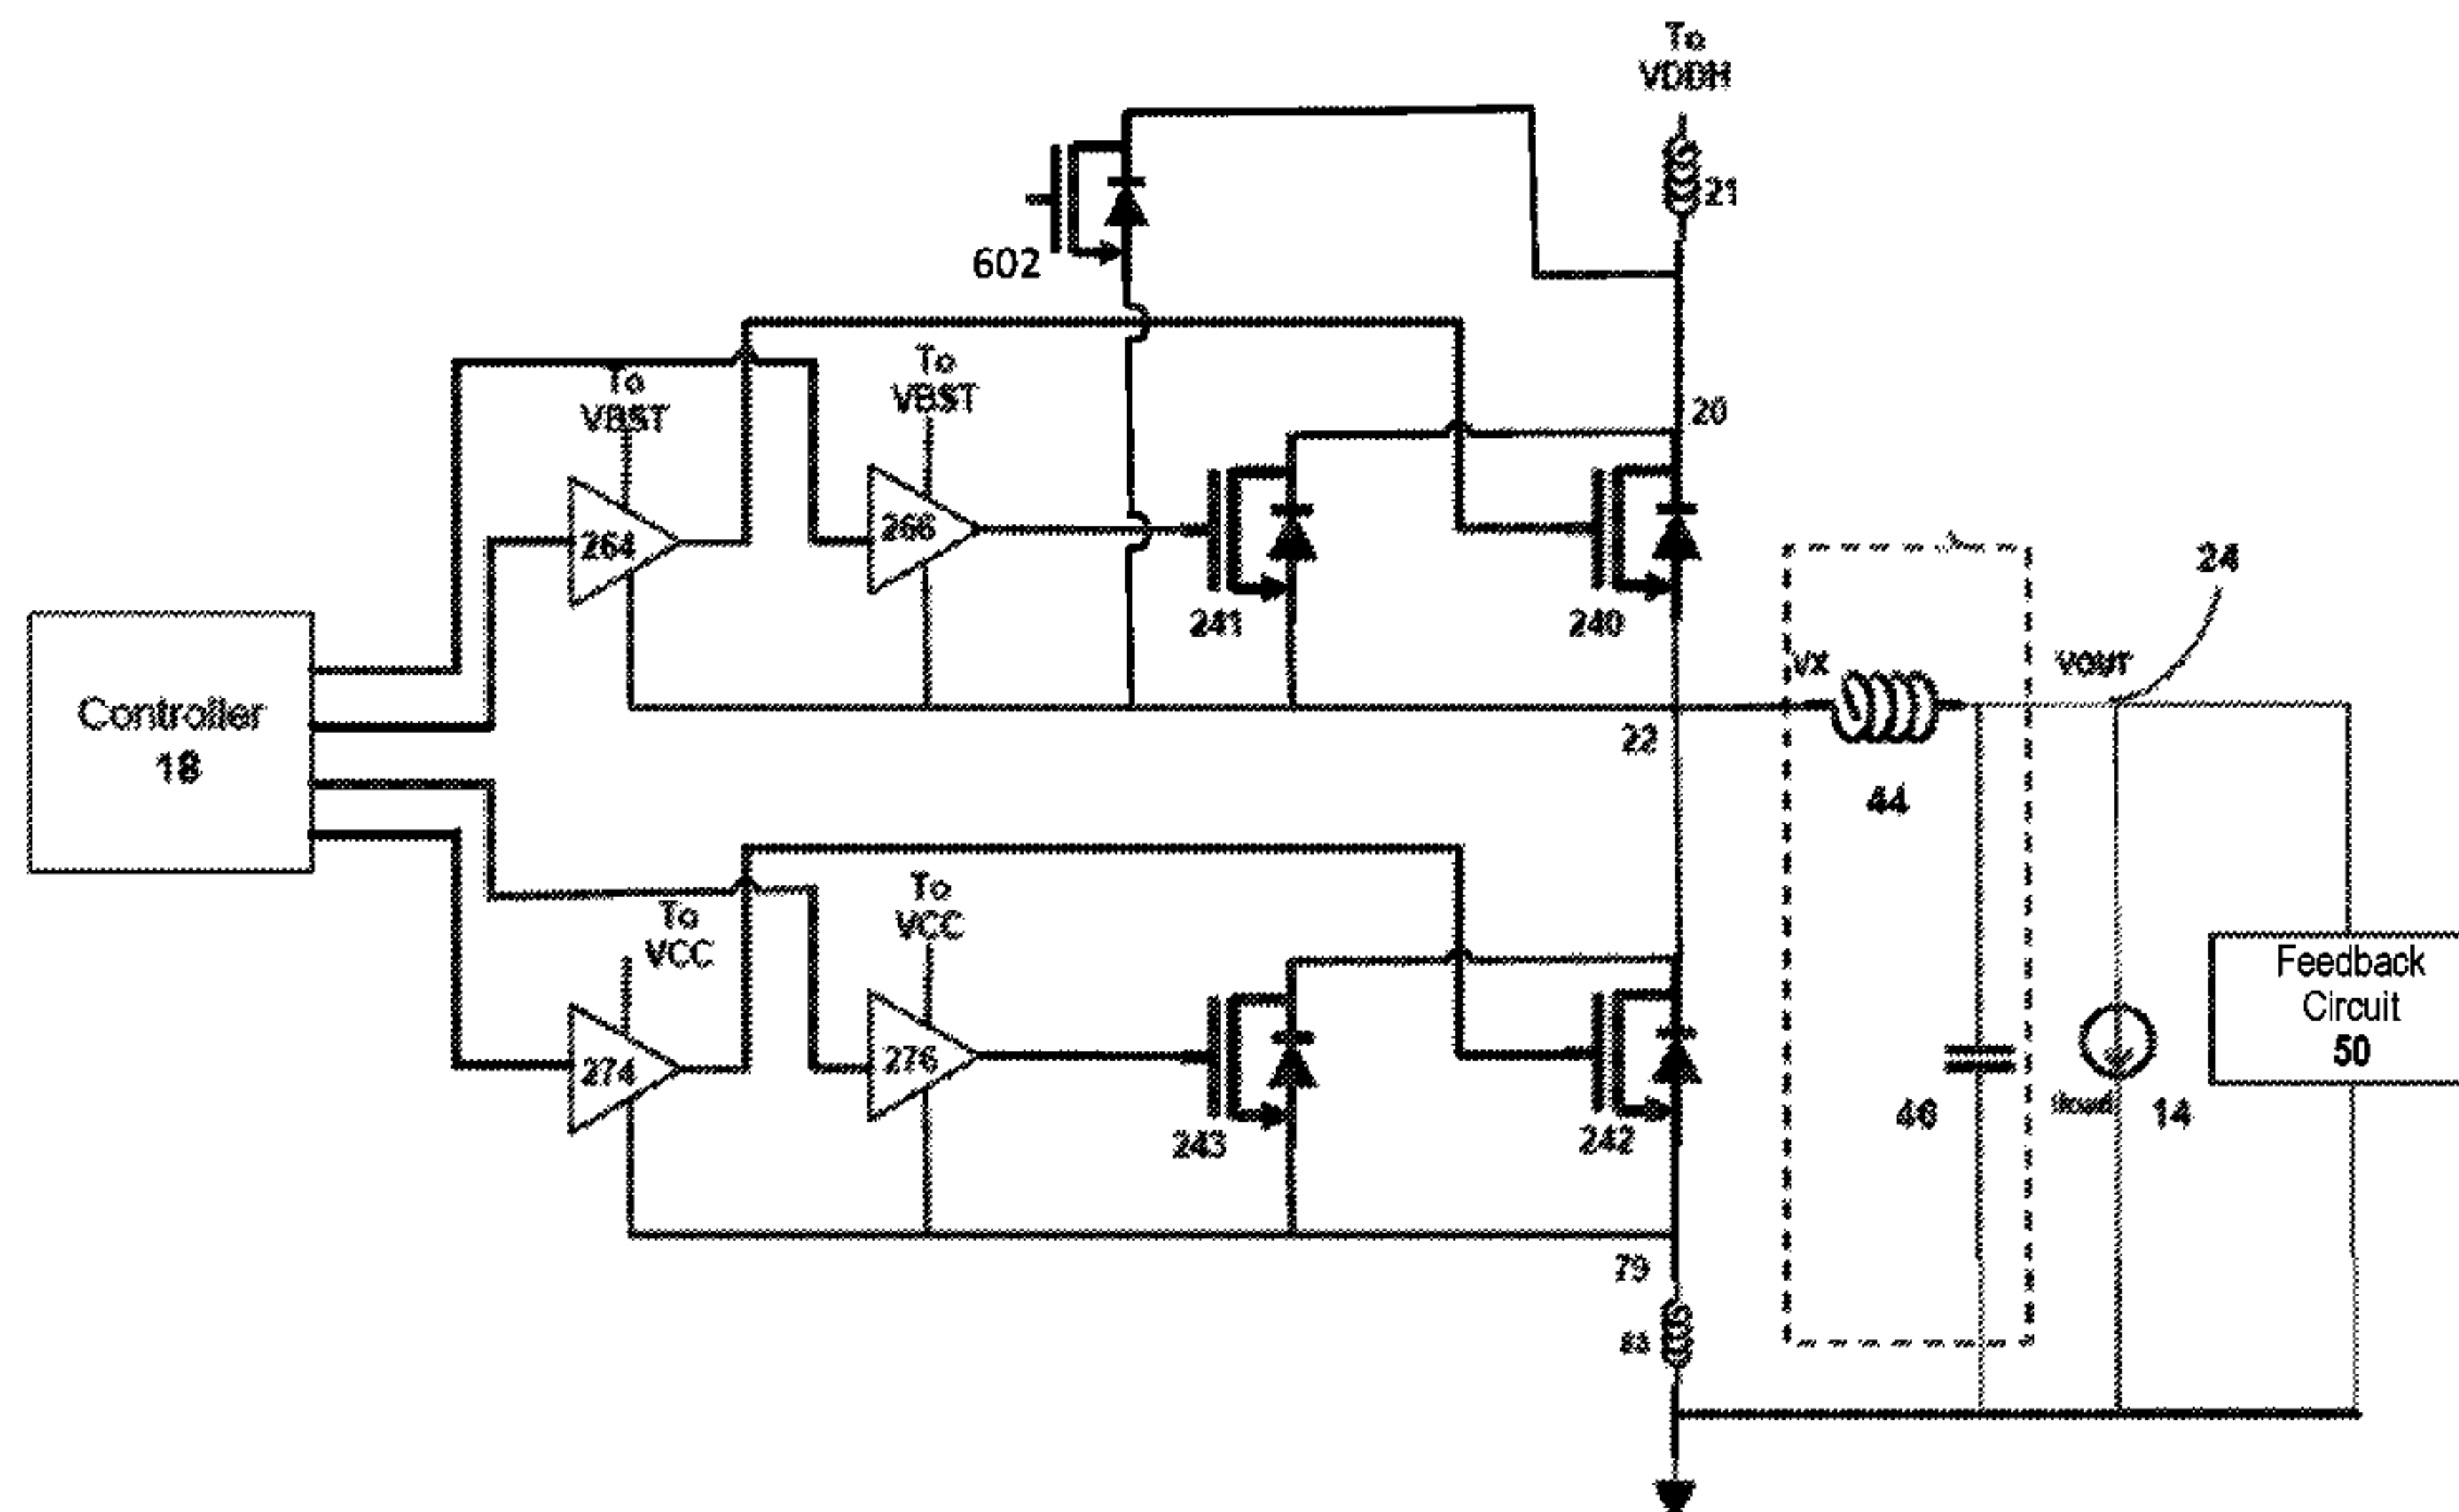 To
VDDH
21
602
To
VBST
To
VBST
20
264
266
241
240
24
Controller
18
VX
VOUT
22
44
To
VCC
To
VCC
Feedback
Circuit
50
274
276
243
242
46
Iload
14
79